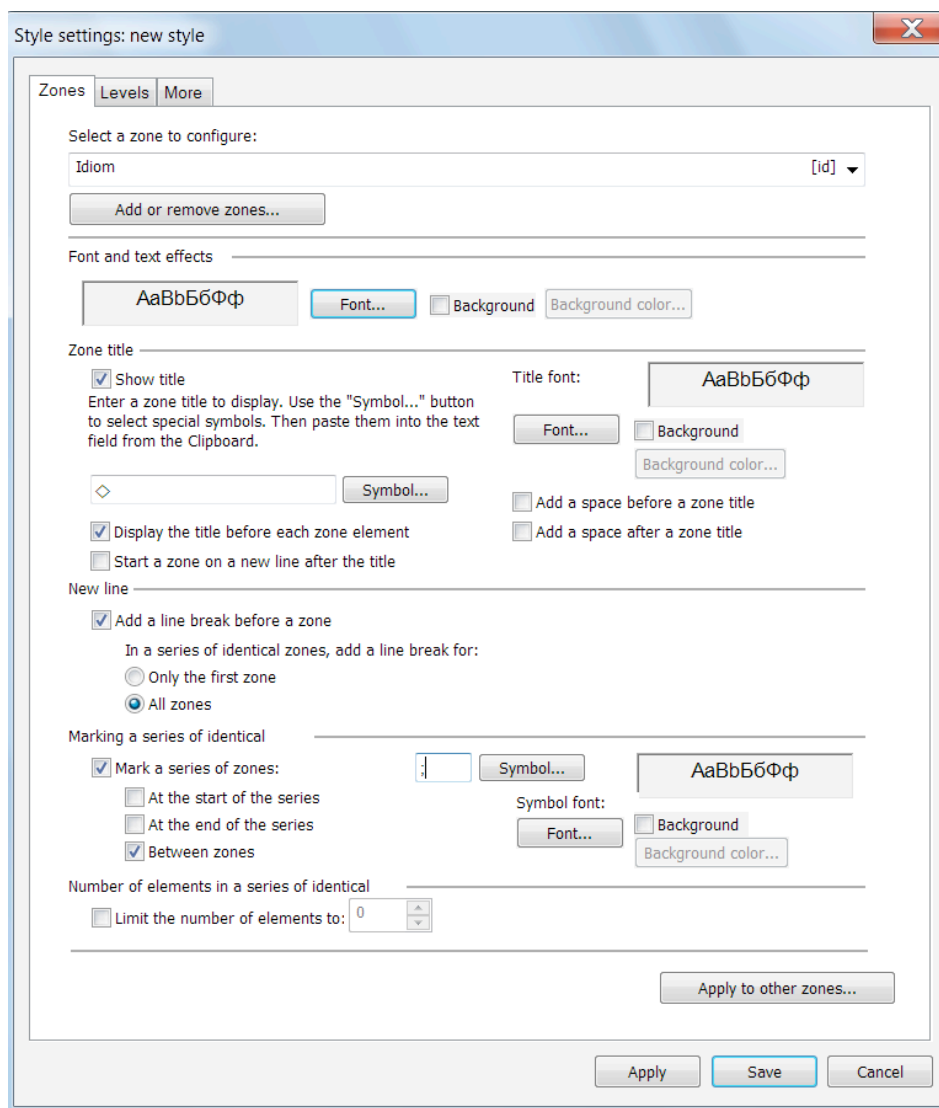 Style settings: new style
Zones Levels More
Select a zone to configure:
Idiom [id]
Add or remove zones...
Font and text effects
АаBbБбФф Font... Background Background color...
Zone title
Show title
Enter a zone title to display. Use the "Symbol..." button
to select special symbols. Then paste them into the text
field from the Clipboard.
Title font: АаBbБбФф
Font... Background
Background color...
◇ Symbol...
Add a space before a zone title
Display the title before each zone element
Add a space after a zone title
Start a zone on a new line after the title
New line
Add a line break before a zone
In a series of identical zones, add a line break for:
Only the first zone
All zones
Marking a series of identical
Mark a series of zones: ; Symbol... АаBbБбФф
At the start of the series
Symbol font:
At the end of the series
Font... Background
Between zones
Background color...
Number of elements in a series of identical
Limit the number of elements to: 0
Apply to other zones...
Apply Save Cancel